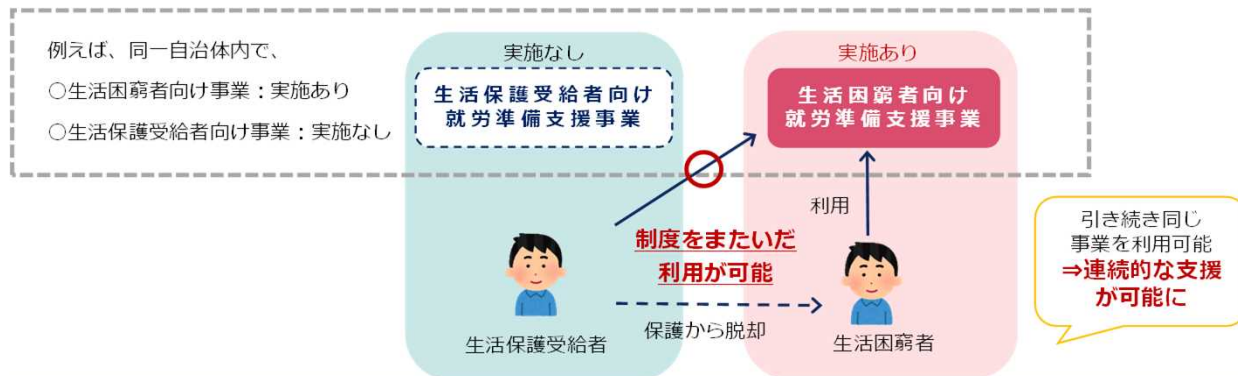 例えば、同一自治体内で、
○生活困窮者向け事業：実施あり
○生活保護受給者向け事業：実施なし
実施なし
生活保護受給者向け
就労準備支援事業
実施あり
生活困窮者向け
就労準備支援事業
利用
制度をまたいだ
利用が可能
保護から脱却
生活保護受給者
生活困窮者
引き続き同じ
事業を利用可能
⇒連続的な支援
が可能に